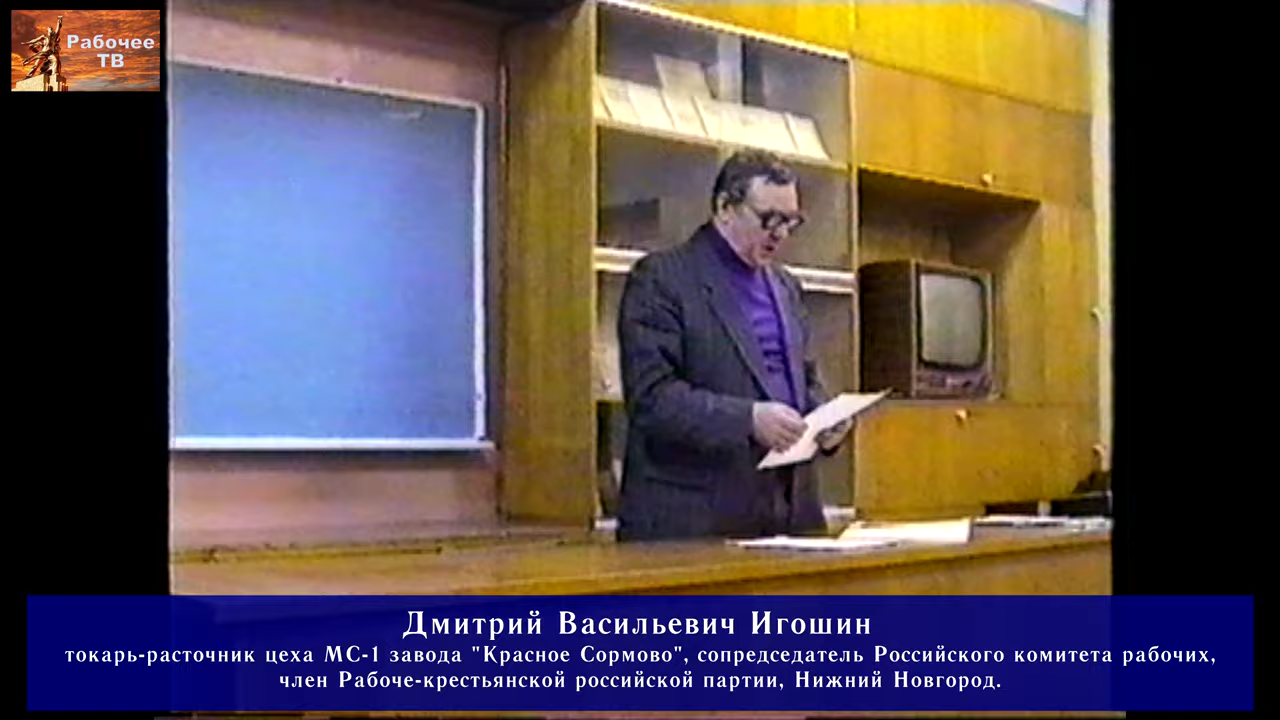 Рабочее
ТВ
Дмитрий Васильевич Игошин
токарь-расточник цеха МС-1 завода "Красное Сормово", сопредседатель Российского комитета рабочих,
член Рабоче-крестьянской российской партии, Нижний Новгород.